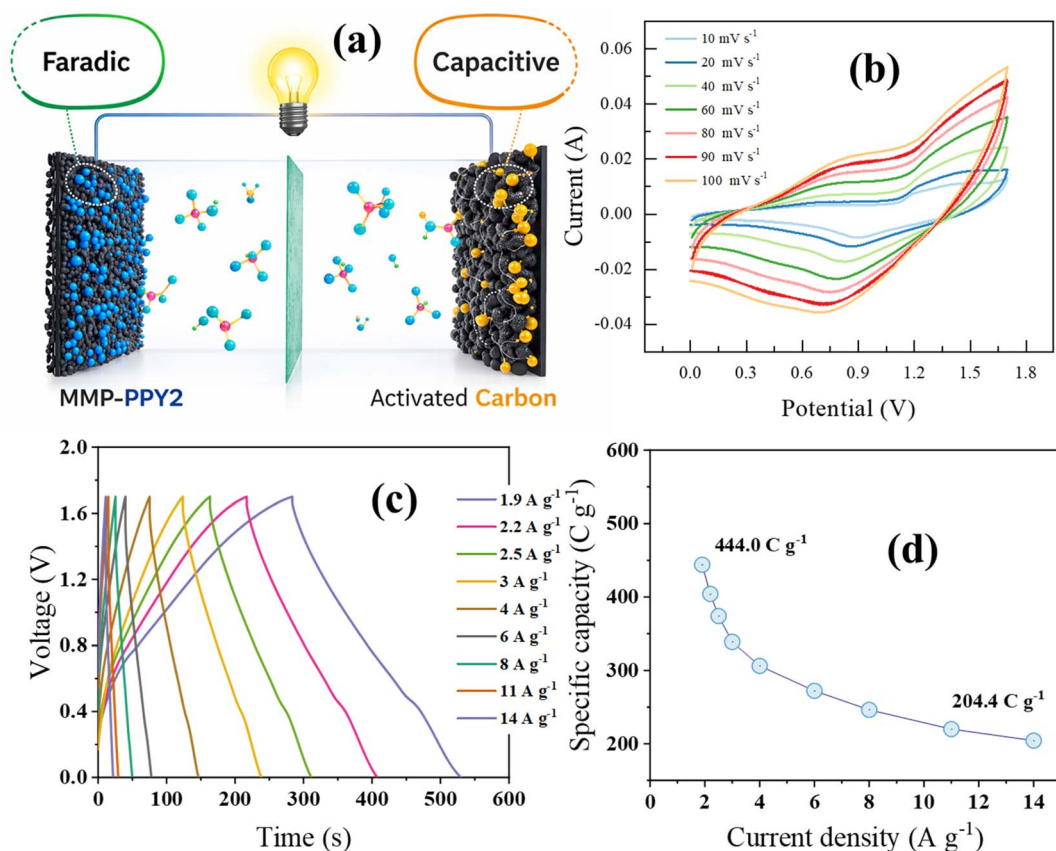 (a)
Faradic
Capacitive
MMP-PPY2
Activated Carbon
(b)
Current (A)
0.06
0.04
0.02
0.00
-0.02
-0.04
10 mV s⁻¹
20 mV s⁻¹
40 mV s⁻¹
60 mV s⁻¹
80 mV s⁻¹
90 mV s⁻¹
100 mV s⁻¹
0.0 0.3 0.6 0.9 1.2 1.5 1.8
Potential (V)
(c)
Voltage (V)
2.0
1.6
1.2
0.8
0.4
0.0
1.9 A g⁻¹
2.2 A g⁻¹
2.5 A g⁻¹
3 A g⁻¹
4 A g⁻¹
6 A g⁻¹
8 A g⁻¹
11 A g⁻¹
14 A g⁻¹
0 100 200 300 400 500 600
Time (s)
(d)
Specific capacity (C g⁻¹)
600
500
400
300
200
444.0 C g⁻¹
204.4 C g⁻¹
0 2 4 6 8 10 12 14
Current density (A g⁻¹)